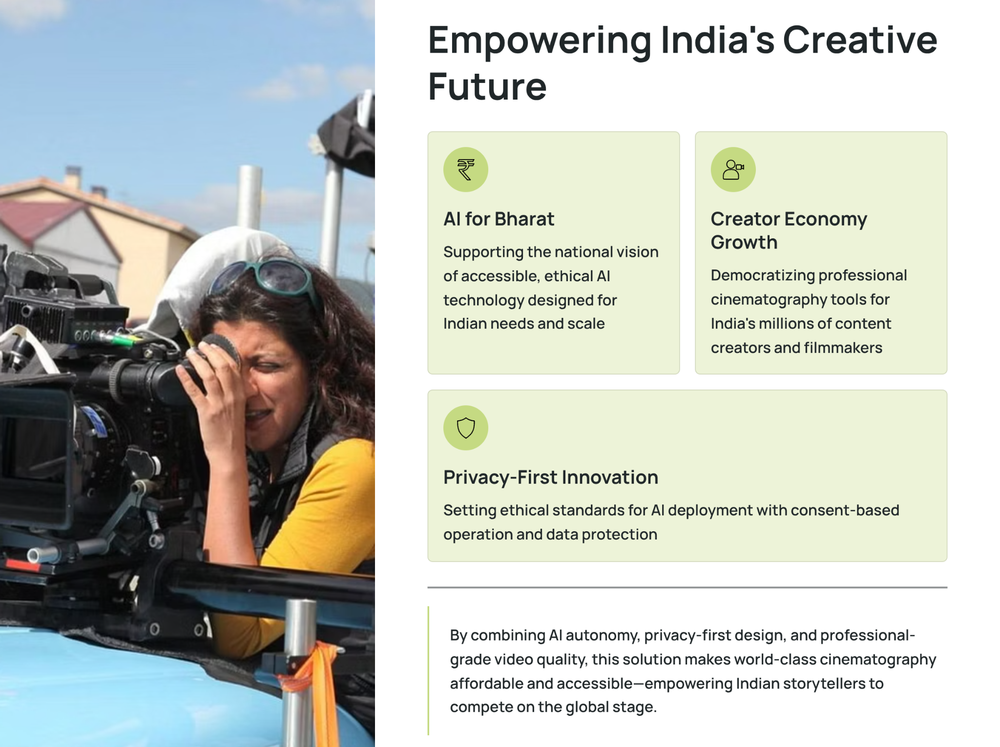 Empowering India's Creative
Future
AI for Bharat
Supporting the national vision
of accessible, ethical AI
technology designed for
Indian needs and scale
Creator Economy
Growth
Democratizing professional
cinematography tools for
India's millions of content
creators and filmmakers
Privacy-First Innovation
Setting ethical standards for AI deployment with consent-based
operation and data protection
By combining AI autonomy, privacy-first design, and professional-
grade video quality, this solution makes world-class cinematography
affordable and accessible—empowering Indian storytellers to
compete on the global stage.